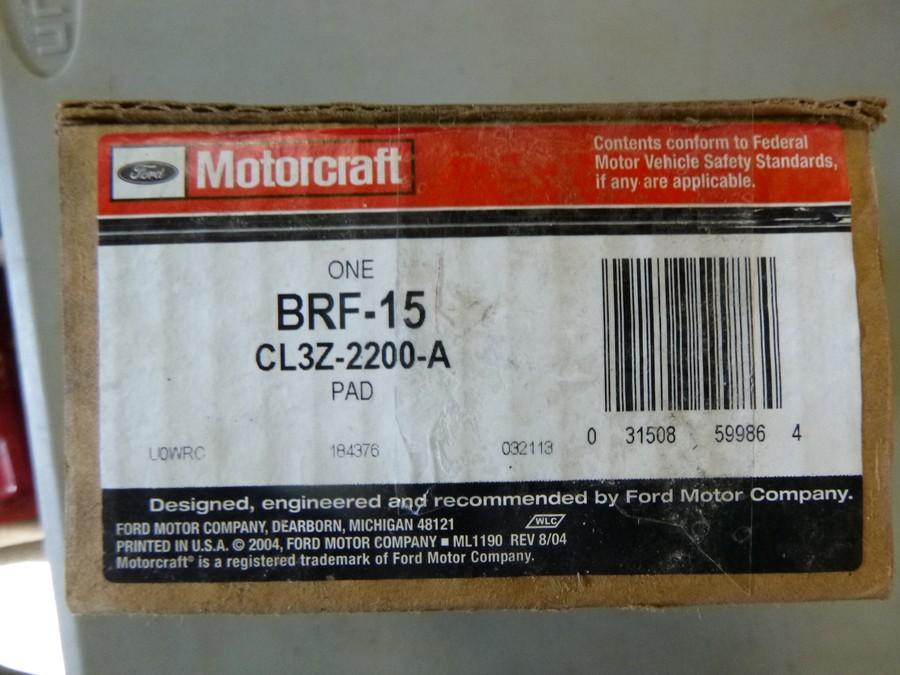 Ford
Motorcraft
Contents conform to Federal
Motor Vehicle Safety Standards,
if any are applicable.
ONE
BRF-15
CL3Z-2200-A
PAD
U0WRC 184376 032113
0 31508 59986 4
Designed, engineered and recommended by Ford Motor Company.
FORD MOTOR COMPANY, DEARBORN, MICHIGAN 48121
WLC
PRINTED IN U.S.A. © 2004, FORD MOTOR COMPANY ■ ML1190 REV 8/04
Motorcraft® is a registered trademark of Ford Motor Company.